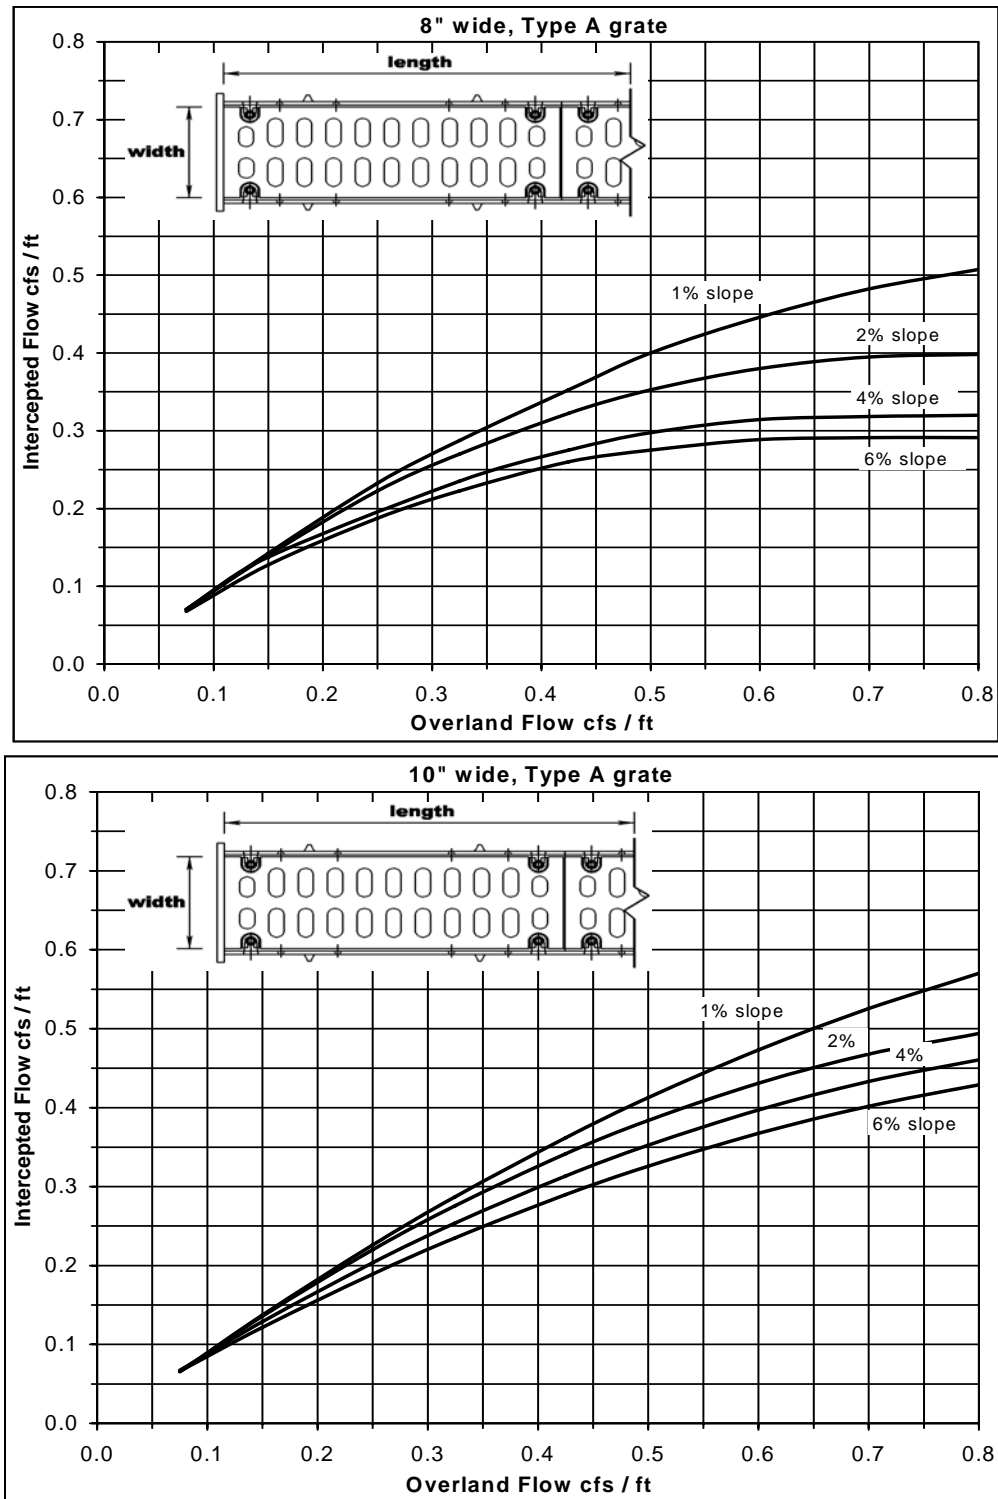 8" wide, Type A grate
0.8
0.7
0.6
0.5
0.4
0.3
0.2
0.1
0.0
Intercepted Flow cfs / ft
length
width
1% slope
2% slope
4% slope
6% slope
0.0 0.1 0.2 0.3 0.4 0.5 0.6 0.7 0.8
Overland Flow cfs / ft
10" wide, Type A grate
0.8
0.7
0.6
0.5
0.4
0.3
0.2
0.1
0.0
Intercepted Flow cfs / ft
length
width
1% slope
2%
4%
6% slope
0.0 0.1 0.2 0.3 0.4 0.5 0.6 0.7 0.8
Overland Flow cfs / ft